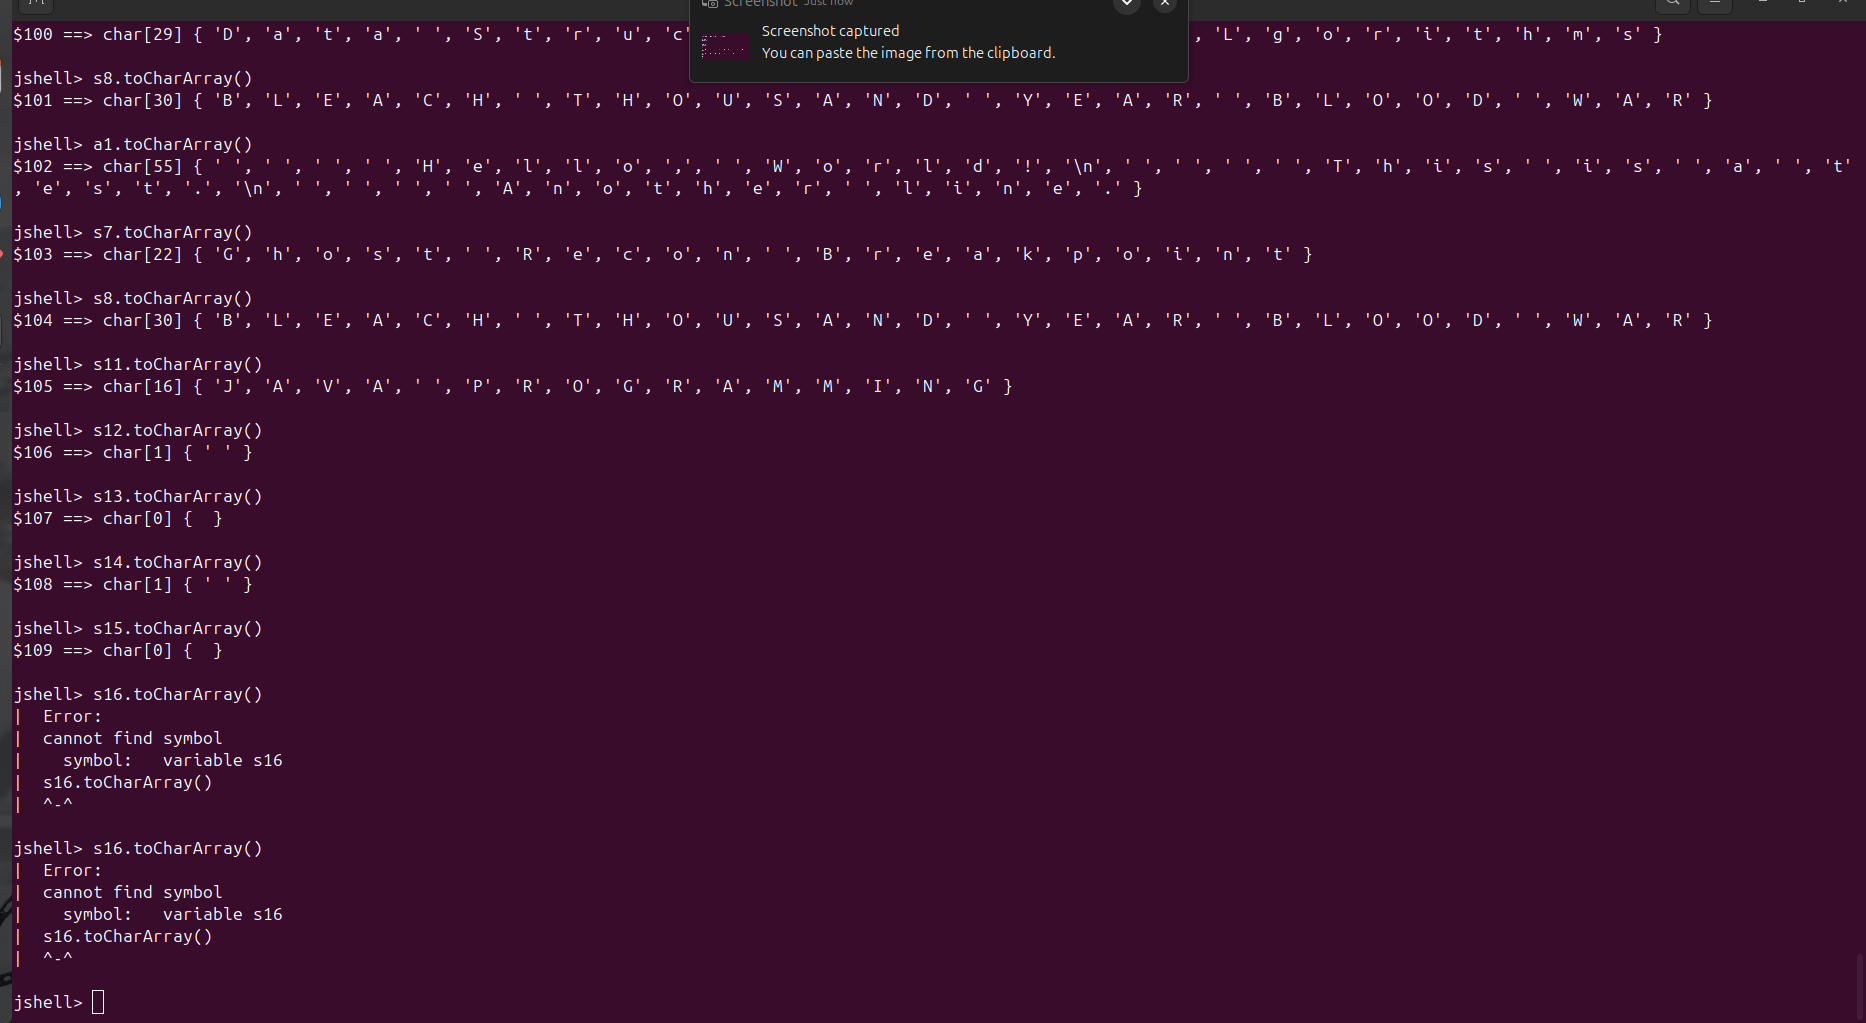 Screenshot Just now
Screenshot captured
You can paste the image from the clipboard.
$100 ==> char[29] { 'D', 'a', 't', 'a', ' ', 'S', 't', 'r', 'u', 'c' , 'L', 'g', 'o', 'r', 'i', 't', 'h', 'm', 's' }
jshell> s8.toCharArray()
$101 ==> char[30] { 'B', 'L', 'E', 'A', 'C', 'H', ' ', 'T', 'H', 'O', 'U', 'S', 'A', 'N', 'D', ' ', 'Y', 'E', 'A', 'R', ' ', 'B', 'L', 'O', 'O', 'D', ' ', 'W', 'A', 'R' }
jshell> a1.toCharArray()
$102 ==> char[55] { ' ', ' ', ' ', ' ', 'H', 'e', 'l', 'l', 'o', ',', ' ', 'W', 'o', 'r', 'l', 'd', '!', '\n', ' ', ' ', ' ', ' ', 'T', 'h', 'i', 's', ' ', 'i', 's', ' ', 'a', ' ', 't'
, 'e', 's', 't', '.', '\n', ' ', ' ', ' ', ' ', 'A', 'n', 'o', 't', 'h', 'e', 'r', ' ', 'l', 'i', 'n', 'e', '.' }
jshell> s7.toCharArray()
$103 ==> char[22] { 'G', 'h', 'o', 's', 't', ' ', 'R', 'e', 'c', 'o', 'n', ' ', 'B', 'r', 'e', 'a', 'k', 'p', 'o', 'i', 'n', 't' }
jshell> s8.toCharArray()
$104 ==> char[30] { 'B', 'L', 'E', 'A', 'C', 'H', ' ', 'T', 'H', 'O', 'U', 'S', 'A', 'N', 'D', ' ', 'Y', 'E', 'A', 'R', ' ', 'B', 'L', 'O', 'O', 'D', ' ', 'W', 'A', 'R' }
jshell> s11.toCharArray()
$105 ==> char[16] { 'J', 'A', 'V', 'A', ' ', 'P', 'R', 'O', 'G', 'R', 'A', 'M', 'M', 'I', 'N', 'G' }
jshell> s12.toCharArray()
$106 ==> char[1] { ' ' }
jshell> s13.toCharArray()
$107 ==> char[0] {  }
jshell> s14.toCharArray()
$108 ==> char[1] { ' ' }
jshell> s15.toCharArray()
$109 ==> char[0] {  }
jshell> s16.toCharArray()
|  Error:
|  cannot find symbol
|    symbol:   variable s16
|  s16.toCharArray()
|  ^-^
jshell> s16.toCharArray()
|  Error:
|  cannot find symbol
|    symbol:   variable s16
|  s16.toCharArray()
|  ^-^
jshell>